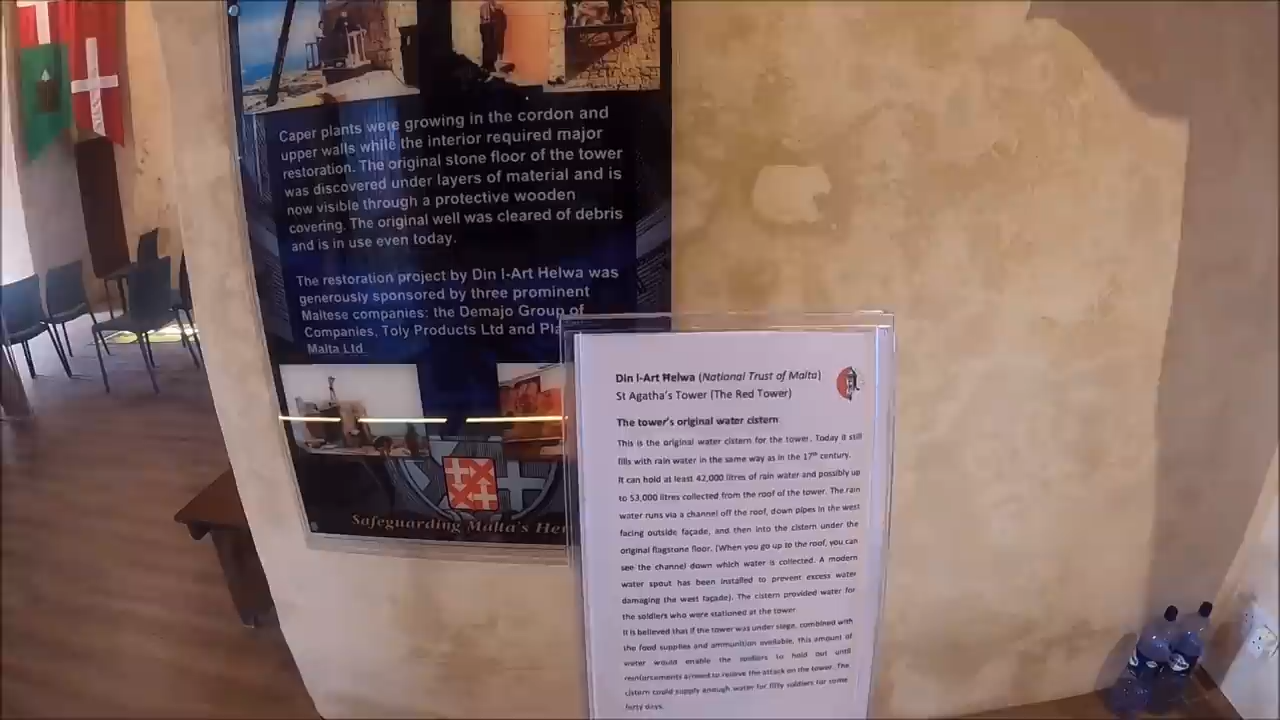 Caper plants were growing in the cordon and
upper walls while the interior required major
restoration. The original stone floor of the tower
was discovered under layers of material and is
now visible through a protective wooden
covering. The original well was cleared of debris
and is in use even today.
The restoration project by Din l-Art Helwa was
generously sponsored by three prominent
Maltese companies: the Demajo Group of
Companies, Toly Products Ltd and Pla
Malta Ltd
Safeguarding Malta's Her
Din l-Art Ħelwa (National Trust of Malta)
St Agatha's Tower (The Red Tower)
The tower's original water cistern
This is the original water cistern for the tower. Today it still
fills with rain water in the same way as in the 17th century.
It can hold at least 42,000 litres of rain water and possibly up
to 53,000 litres collected from the roof of the tower. The rain
water runs via a channel off the roof, down pipes in the west
facing outside façade, and then into the cistern under the
original flagstone floor. (When you go up to the roof, you can
see the channel down which water is collected. A modern
water spout has been installed to prevent excess water
damaging the west façade). The cistern provided water for
the soldiers who were stationed at the tower
It is believed that if the tower was under siege, combined with
the food supplies and ammunition available, this amount of
water would enable the soldiers to hold out until
reinforcements arrived to relieve the attack on the tower. The
cistern could supply enough water for fifty soldiers for some
forty days.